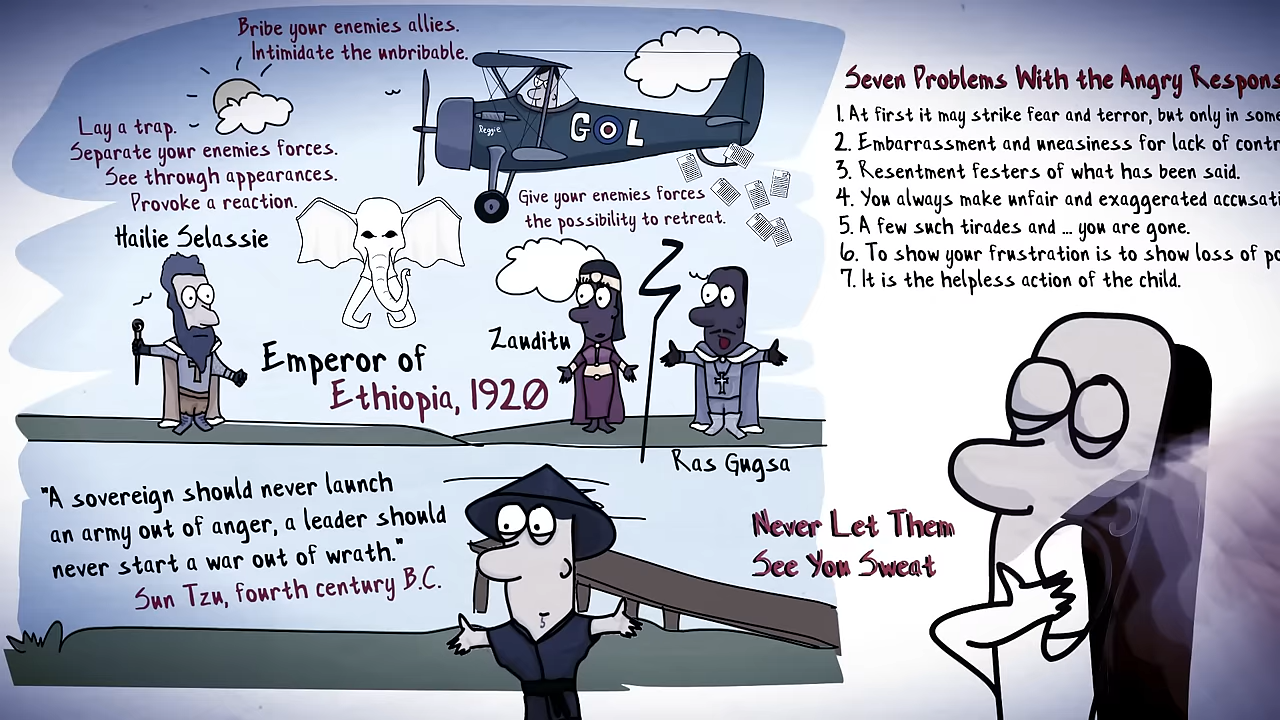 Bribe your enemies allies.
Intimidate the unbribable.
Lay a trap.
Separate your enemies forces.
See through appearances.
Provoke a reaction.
Reggie
G L
Give your enemies forces
the possibility to retreat.
Hailie Selassie
Zauditu
Emperor of
Ethiopia, 1920
Ras Gugsa
"A sovereign should never launch
an army out of anger, a leader should
never start a war out of wrath."
Sun Tzu, fourth century B.C.
Seven Problems With the Angry Respons
1. At first it may strike fear and terror, but only in some
2. Embarrassment and uneasiness for lack of contr
3. Resentment festers of what has been said.
4. You always make unfair and exaggerated accusati
5. A few such tirades and ... you are gone.
6. To show your frustration is to show loss of po
7. It is the helpless action of the child.
Never Let Them
See You Sweat